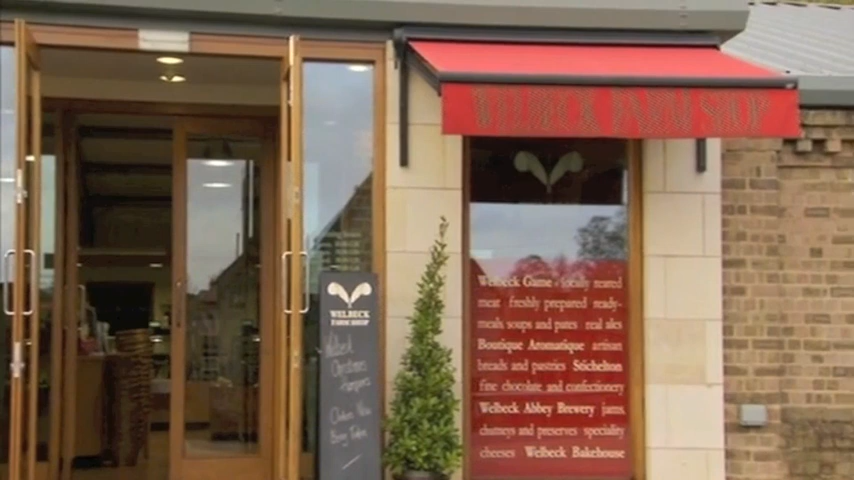 WELBECK FARM SHOP
WELBECK
FARM SHOP
Welbeck
Christmas
Hampers
Welbeck Game locally reared
meat freshly prepared ready-
meals, soups and pates real ales
Boutique Aromatique artisan
breads and pastries Stichelton
fine chocolate and confectionery
Welbeck Abbey Brewery jams,
chutneys and preserves speciality
cheeses Welbeck Bakehouse